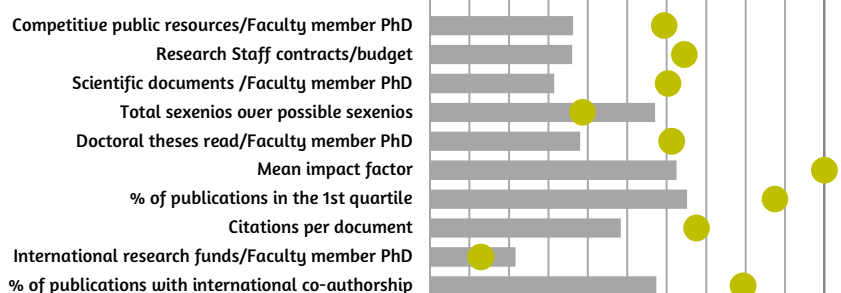 Competitive public resources/Faculty member PhD
Research Staff contracts/budget
Scientific documents /Faculty member PhD
Total sexenios over possible sexenios
Doctoral theses read/Faculty member PhD
Mean impact factor
% of publications in the 1st quartile
Citations per document
International research funds/Faculty member PhD
% of publications with international co-authorship